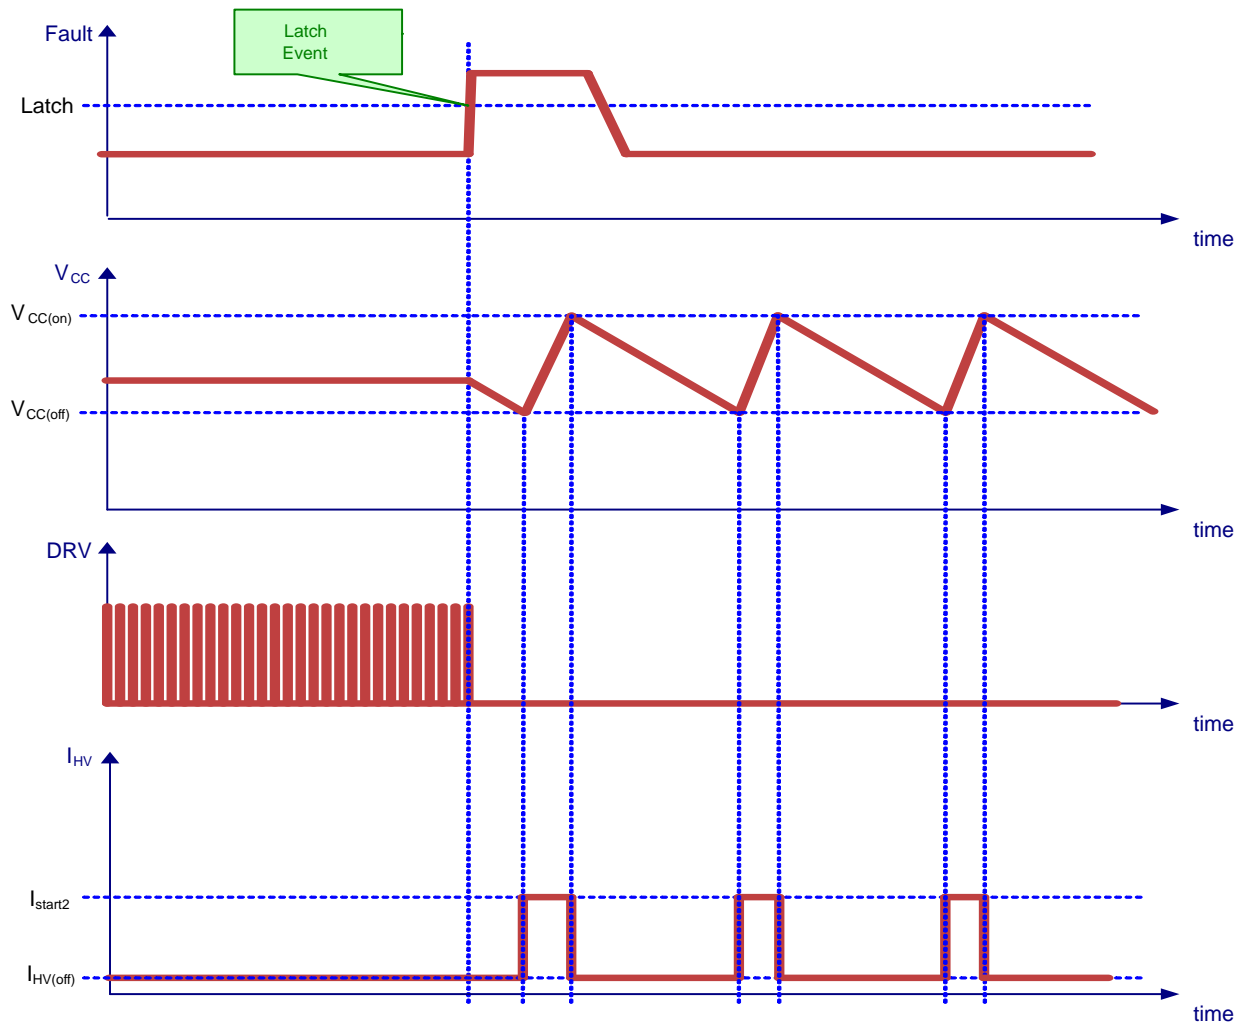 Fault
Latch
Event
Latch
time
VCC
VCC(on)
VCC(off)
time
DRV
time
IHV
Istart2
IHV(off)
time